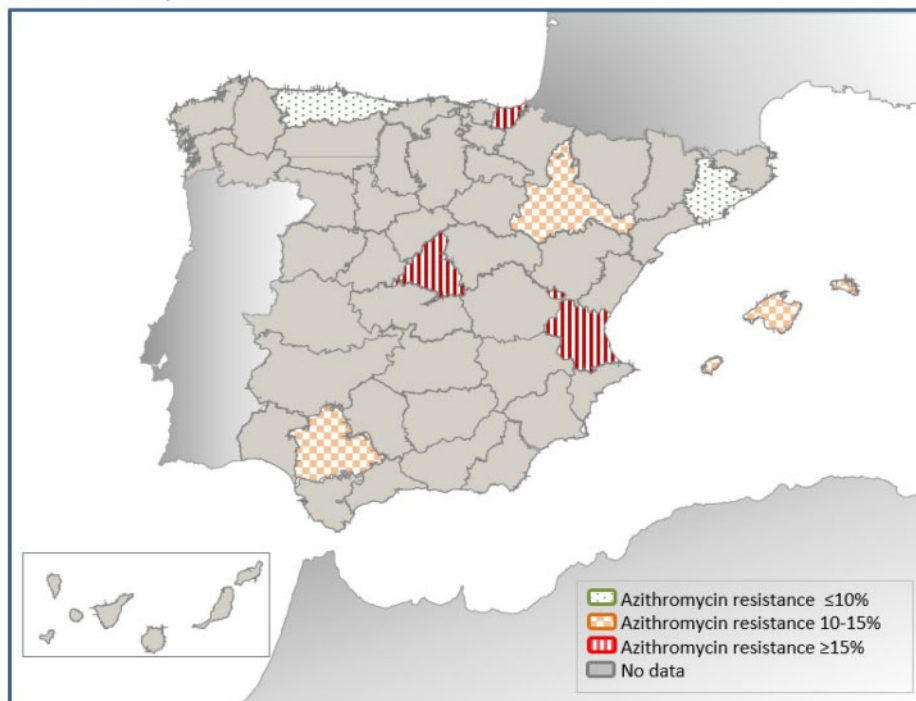 Azithromycin resistance ≤10%
Azithromycin resistance 10-15%
Azithromycin resistance ≥15%
No data